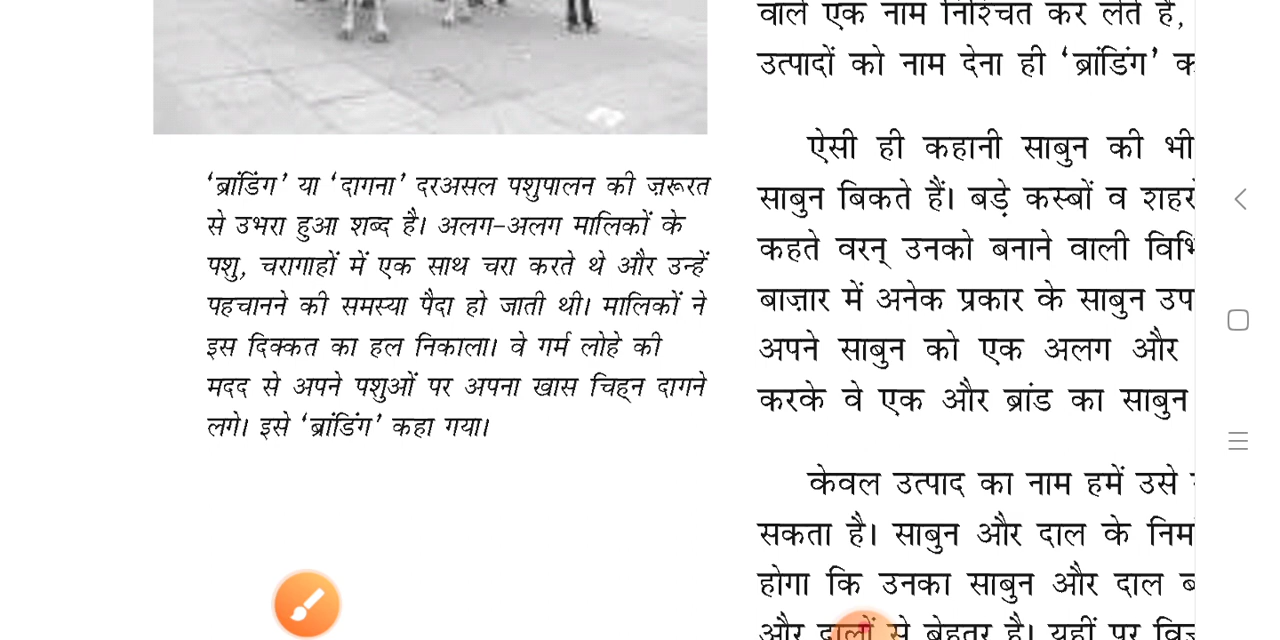 ‘ब्रांडिंग’ या ‘दागना’ दरअसल पशुपालन की ज़रूरत
से उभरा हुआ शब्द है। अलग-अलग मालिकों के
पशु, चरागाहों में एक साथ चरा करते थे और उन्हें
पहचानने की समस्या पैदा हो जाती थी। मालिकों ने
इस दिक्कत का हल निकाला। वे गर्म लोहे की
मदद से अपने पशुओं पर अपना खास चिह्न दागने
लगे। इसे ‘ब्रांडिंग’ कहा गया।
वाले एक नाम निश्चित कर लेते हैं,
उत्पादों को नाम देना ही ‘ब्रांडिंग’
ऐसी ही कहानी साबुन की भी
साबुन बिकते हैं। बड़े कस्बों व
कहते वरन् उनको बनाने वाली
बाज़ार में अनेक प्रकार के साबुन
अपने साबुन को एक अलग और
करके वे एक और ब्रांड का साबुन
केवल उत्पाद का नाम हमें उसे
सकता है। साबुन और दाल के
होगा कि उनका साबुन और दाल
और दालों से बेहतर है। यहीं पर